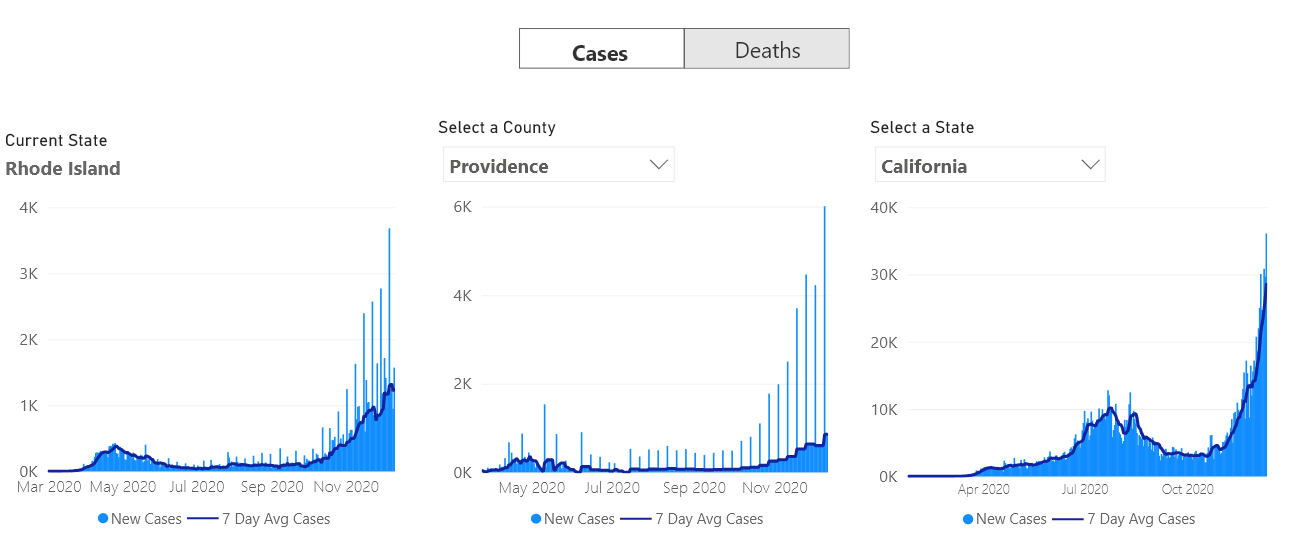 Cases
Deaths
Current State
Rhode Island
4K
3K
2K
1K
0K
Mar 2020 May 2020 Jul 2020 Sep 2020 Nov 2020
New Cases 7 Day Avg Cases
Select a County
Providence
6K
4K
2K
0K
May 2020 Jul 2020 Sep 2020 Nov 2020
New Cases 7 Day Avg Cases
Select a State
California
40K
30K
20K
10K
0K
Apr 2020 Jul 2020 Oct 2020
New Cases 7 Day Avg Cases